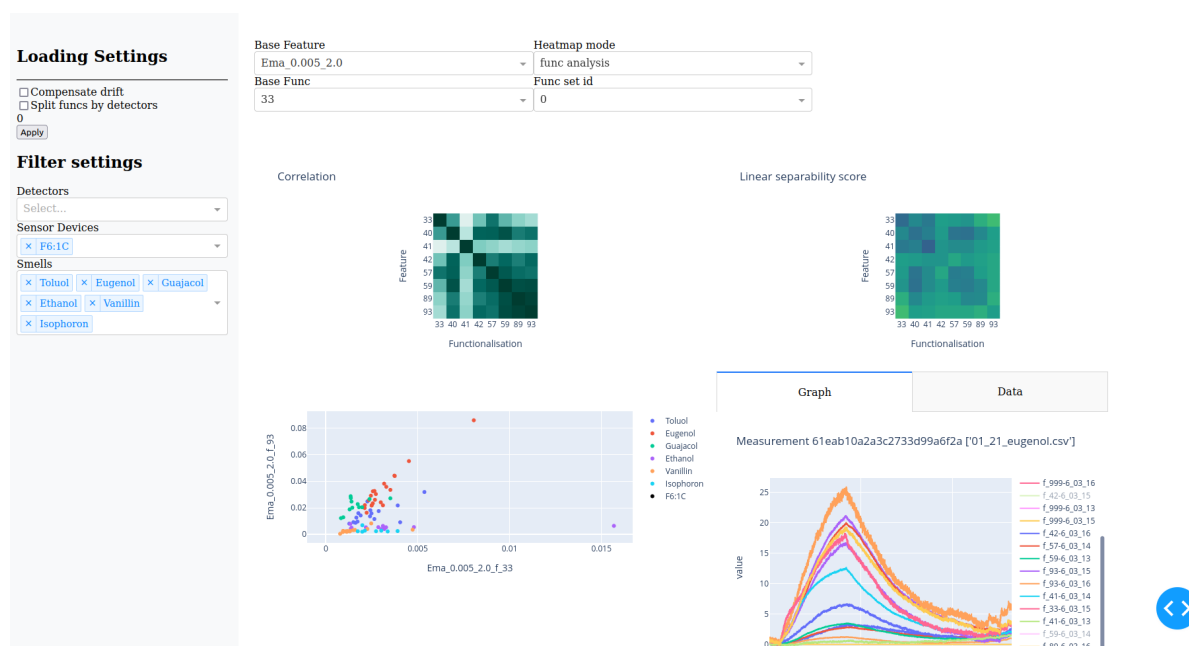 Loading Settings
Compensate drift
Split funcs by detectors
0
Apply
Filter settings
Detectors
Select...
Sensor Devices
× F6:1C
Smells
× Toluol × Eugenol × Guajacol
× Ethanol × Vanillin
× Isophoron
Base Feature
Ema_0.005_2.0
Heatmap mode
func analysis
Base Func
33
Func set id
0
Correlation
Feature
33
40
41
42
57
59
89
93
33 40 41 42 57 59 89 93
Functionalisation
Linear separability score
Feature
33
40
41
42
57
59
89
93
33 40 41 42 57 59 89 93
Functionalisation
Ema_0.005_2.0_f_93
0.08
0.06
0.04
0.02
0
0 0.005 0.01 0.015
Ema_0.005_2.0_f_33
Toluol
Eugenol
Guajacol
Ethanol
Vanillin
Isophoron
F6:1C
Graph
Data
Measurement 61eab10a2a3c2733d99a6f2a ['01_21_eugenol.csv']
value
25
20
15
10
5
0
f_999-6_03_16
f_42-6_03_15
f_999-6_03_13
f_999-6_03_15
f_42-6_03_16
f_57-6_03_14
f_59-6_03_13
f_93-6_03_15
f_93-6_03_16
f_41-6_03_14
f_33-6_03_15
f_41-6_03_13
f_59-6_03_14